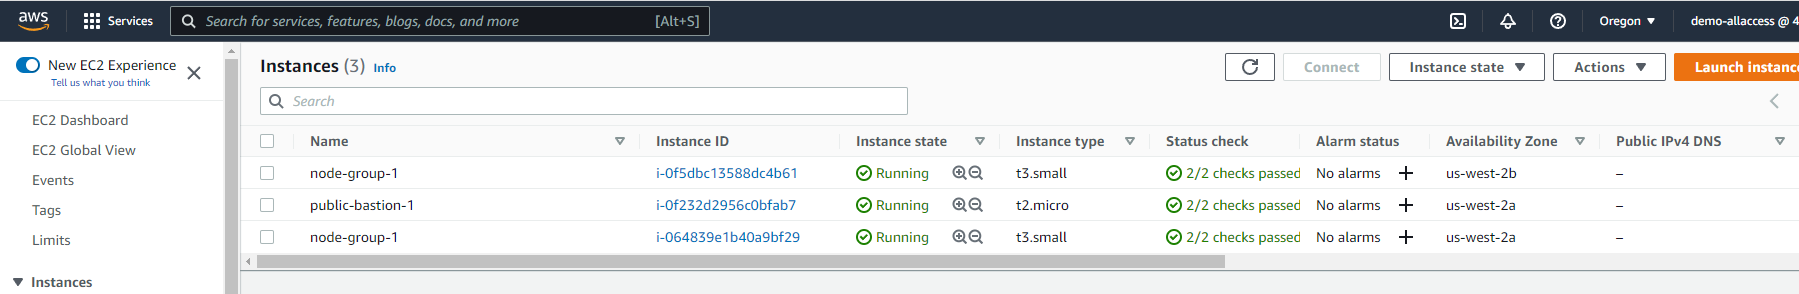 aws Services Search for services, features, blogs, docs, and more [Alt+S] Oregon ▼ demo-allaccess @ 4
New EC2 Experience
Tell us what you think
EC2 Dashboard
EC2 Global View
Events
Tags
Limits
Instances
Instances (3) Info Connect Instance state Actions Launch instance
Search
Name Instance ID Instance state Instance type Status check Alarm status Availability Zone Public IPv4 DNS
node-group-1 i-0f5dbc13588dc4b61 Running t3.small 2/2 checks passed No alarms + us-west-2b –
public-bastion-1 i-0f232d2956c0bfab7 Running t2.micro 2/2 checks passed No alarms + us-west-2a –
node-group-1 i-064839e1b40a9bf29 Running t3.small 2/2 checks passed No alarms + us-west-2a –